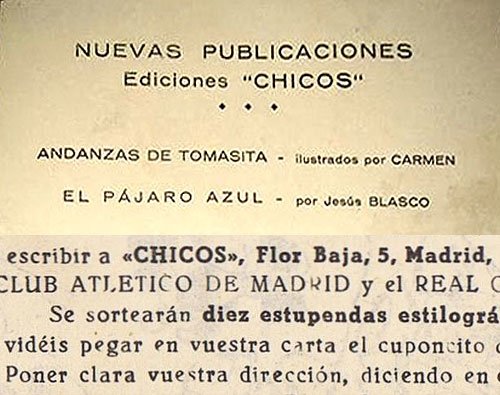 NUEVAS PUBLICACIONES
Ediciones "CHICOS"
ANDANZAS DE TOMASITA - ilustrados por CARMEN
EL PÁJARO AZUL - por Jesús BLASCO
escribir a «CHICOS», Flor Baja, 5, Madrid,
CLUB ATLETICO DE MADRID y el REAL
Se sortearán diez estupendas estilográ
vidéis pegar en vuestra carta el cuponcito
Poner clara vuestra dirección, diciendo en